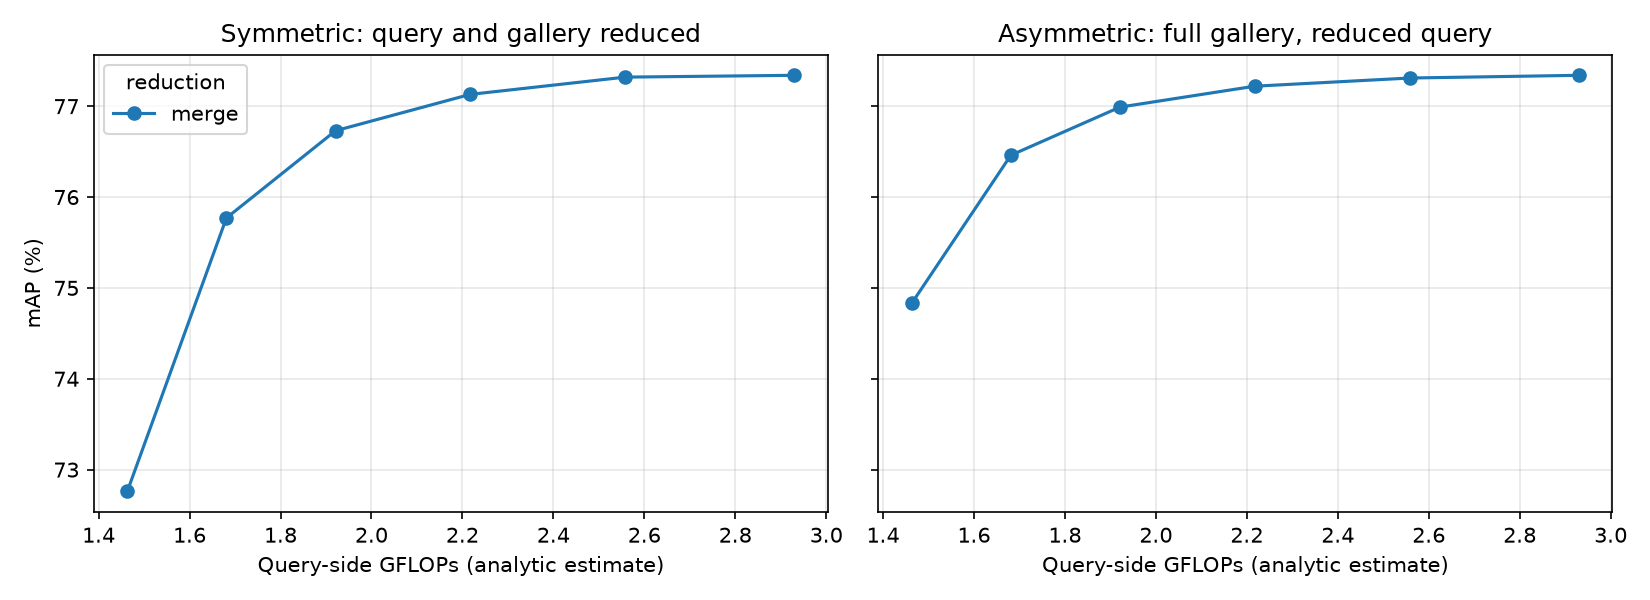 Symmetric: query and gallery reduced
reduction
merge
77
76
75
74
73
mAP (%)
1.4 1.6 1.8 2.0 2.2 2.4 2.6 2.8 3.0
Query-side GFLOPs (analytic estimate)
Asymmetric: full gallery, reduced query
1.4 1.6 1.8 2.0 2.2 2.4 2.6 2.8 3.0
Query-side GFLOPs (analytic estimate)